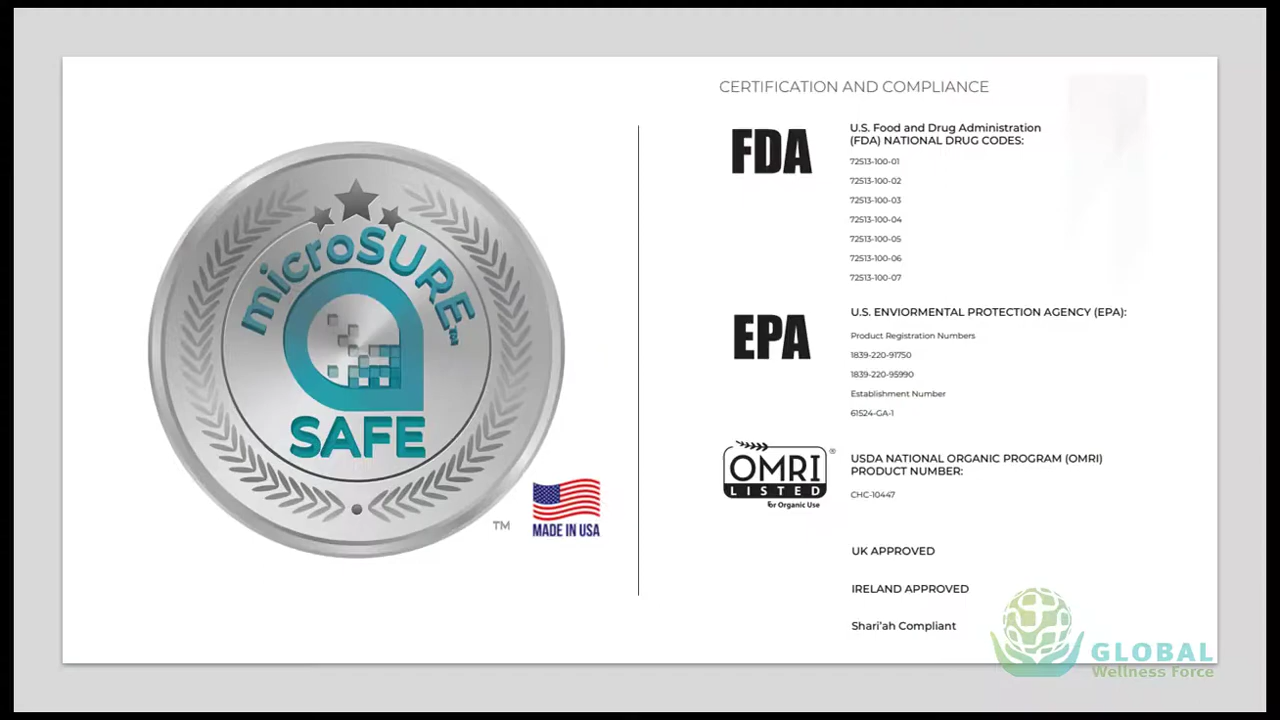 CERTIFICATION AND COMPLIANCE
microSURE™
SAFE
TM
MADE IN USA
FDA
U.S. Food and Drug Administration
(FDA) NATIONAL DRUG CODES:
72513-100-01
72513-100-02
72513-100-03
72513-100-04
72513-100-05
72513-100-06
72513-100-07
EPA
U.S. ENVIORMENTAL PROTECTION AGENCY (EPA):
Product Registration Numbers
1839-220-91750
1839-220-95990
Establishment Number
61524-GA-1
OMRI®
LISTED
for Organic Use
USDA NATIONAL ORGANIC PROGRAM (OMRI)
PRODUCT NUMBER:
CHC-10447
UK APPROVED
IRELAND APPROVED
Shari'ah Compliant
GLOBAL
Wellness Force